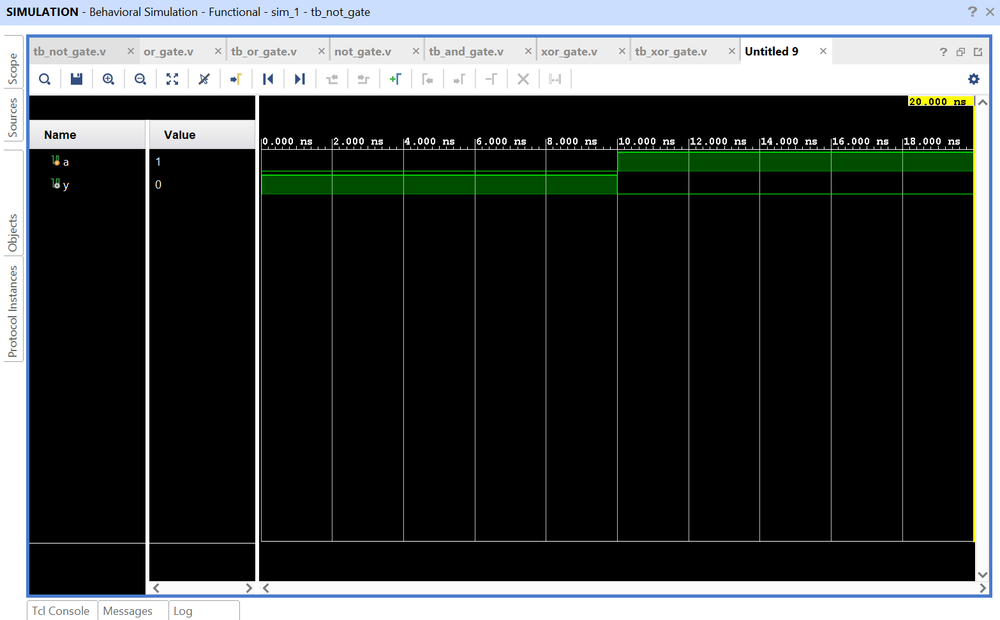 SIMULATION - Behavioral Simulation - Functional - sim_1 - tb_not_gate
Scope
Sources
Objects
Protocol Instances
tb_not_gate.v
or_gate.v
tb_or_gate.v
not_gate.v
tb_and_gate.v
xor_gate.v
tb_xor_gate.v
Untitled 9
20.000 ns
Name Value
0.000 ns 2.000 ns 4.000 ns 6.000 ns 8.000 ns 10.000 ns 12.000 ns 14.000 ns 16.000 ns 18.000 ns
a 1
y 0
Tcl Console Messages Log